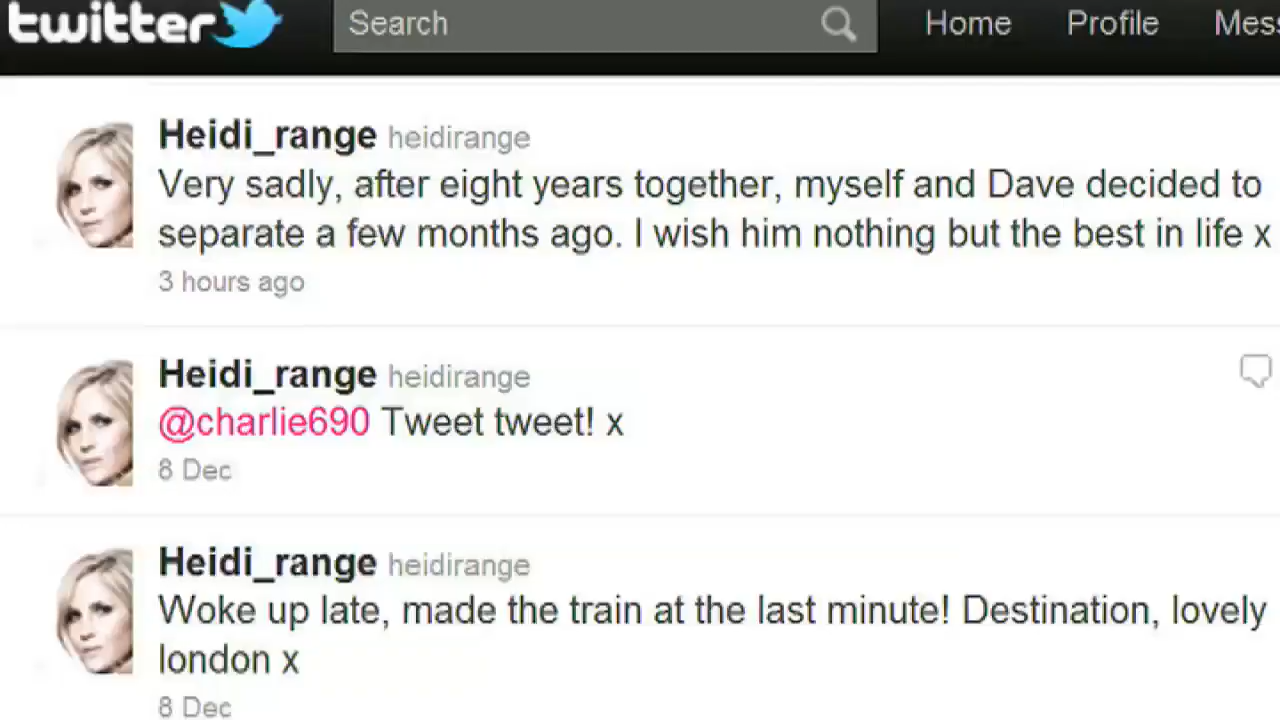 twitter Search Home Profile
Heidi_range heidirange
Very sadly, after eight years together, myself and Dave decided to
separate a few months ago. I wish him nothing but the best in life x
3 hours ago
Heidi_range heidirange
@charlie690 Tweet tweet! x
8 Dec
Heidi_range heidirange
Woke up late, made the train at the last minute! Destination, lovely
london x
8 Dec